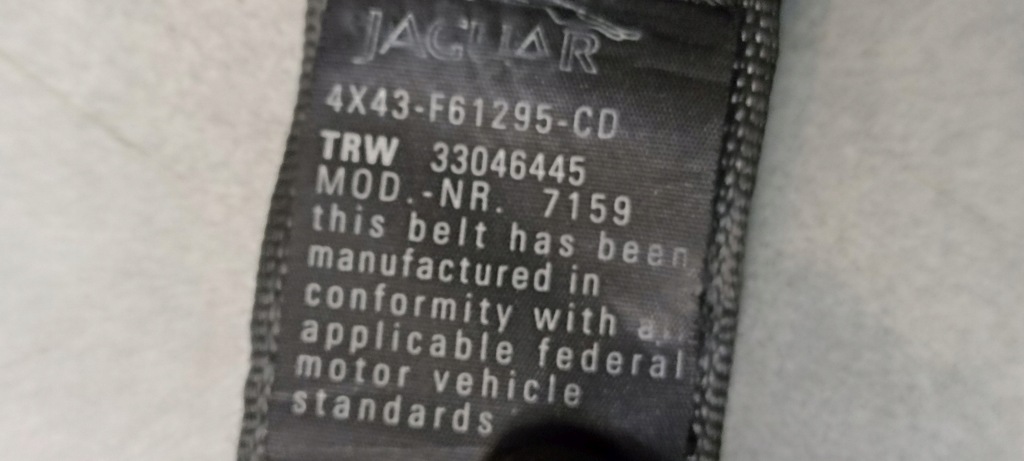 JAGUAR
4X43-F61295-CD
TRW 33046445
MOD.-NR. 7159
this belt has been
manufactured in
conformity with
applicable federal
motor vehicle
standards